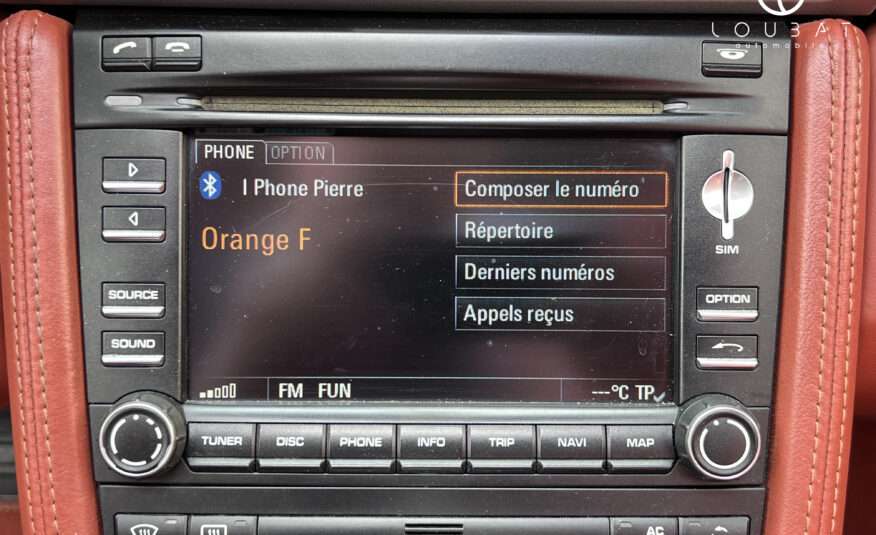 LOUBAT
automobile
PHONE OPTION
I Phone Pierre
Composer le numéro
Orange F
Répertoire
Derniers numéros
Appels reçus
FM FUN
---°C TP
SIM
SOURCE
SOUND
OPTION
TUNER DISC PHONE INFO TRIP NAVI MAP
AC